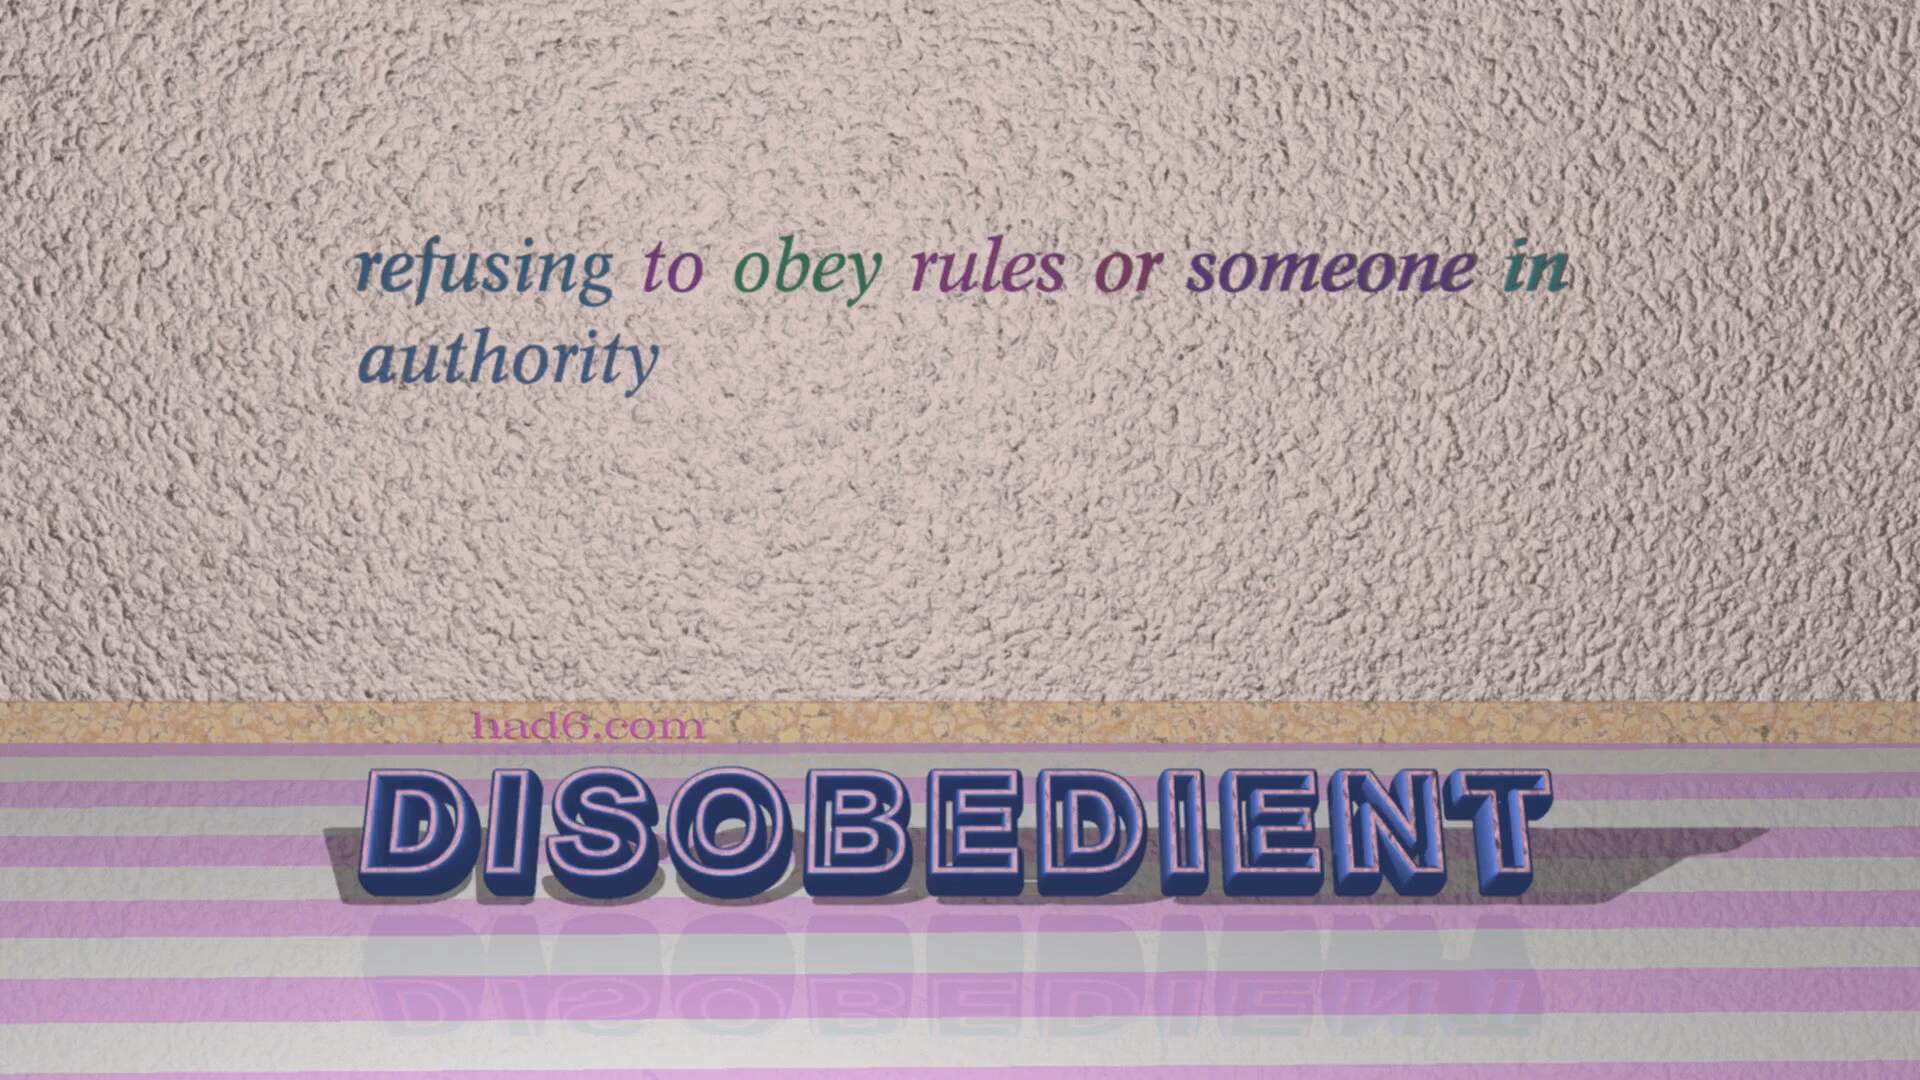 refusing to obey rules or someone in
authority
had6.com
DISOBEDIENT